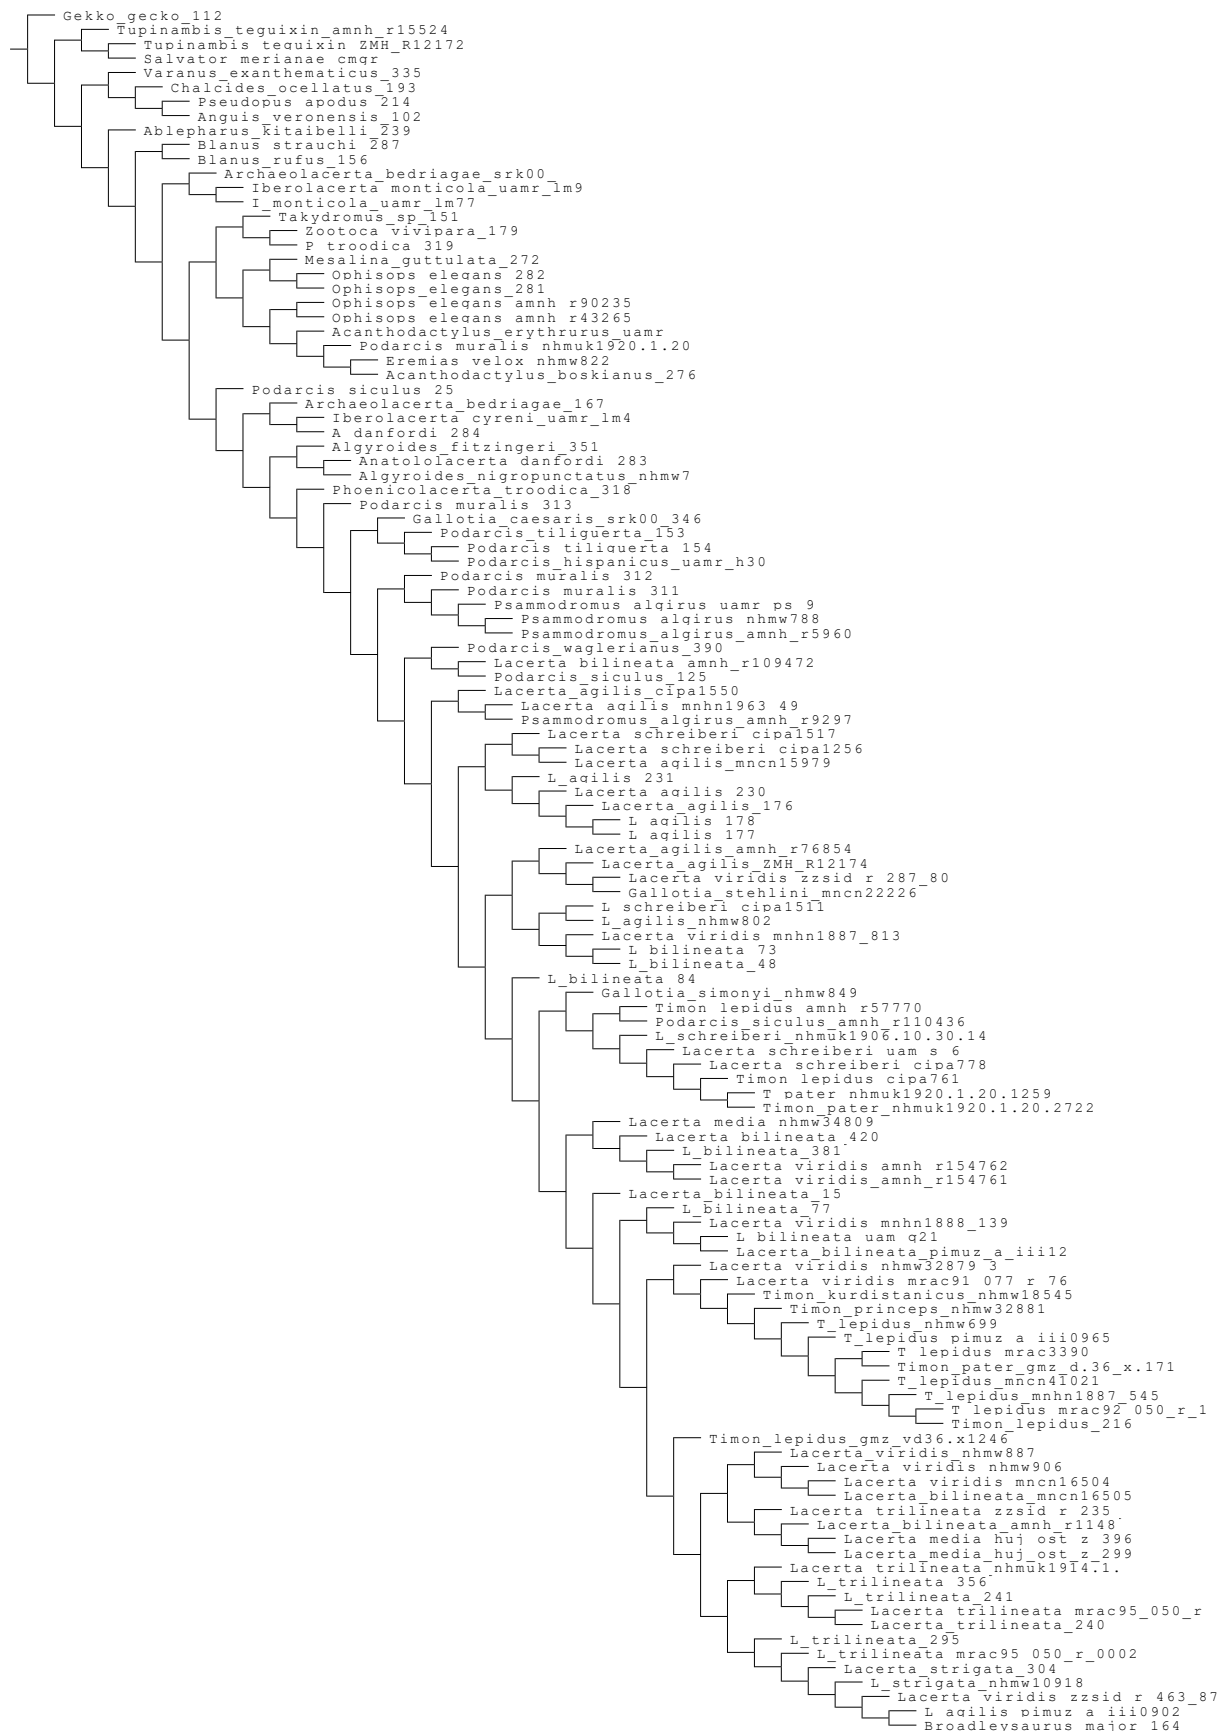 Gekko_gecko_112
Tupinambis_teguixin_amnh_r15524
Tupinambis_teguixin_ZMH_R12172
Salvator_merianae_cmgr
Varanus_exanthematicus_335
Chalcides_ocellatus_193
Pseudopus_apodus_214
Anguis_veronensis_102
Ablepharus_kitaibelli_239
Blanus_strauchi_287
Blanus_rufus_156
Archaeolacerta_bedriagae_srk00_
Iberolacerta_monticola_uamr_lm9
I_monticola_uamr_lm77
Takydromus_sp_151
Zootoca_vivipara_179
P_troodica_319
Mesalina_guttulata_272
Ophisops_elegans_282
Ophisops_elegans_281
Ophisops_elegans_amnh_r90235
Ophisops_elegans_amnh_r43265
Acanthodactylus_erythrurus_uamr_
Podarcis_muralis_nhmuk1920.1.20
Eremias_velox_nhmw822
Acanthodactylus_boskianus_276
Podarcis_siculus_25
Archaeolacerta_bedriagae_167
Iberolacerta_cyreni_uamr_lm4
A_danfordi_284
Algyroides_fitzingeri_351
Anatololacerta_danfordi_283
Algyroides_nigropunctatus_nhmw7
Phoenicolacerta_troodica_318
Podarcis_muralis_313
Gallotia_caesaris_srk00_346
Podarcis_tiliguerta_153
Podarcis_tiliguerta_154
Podarcis_hispanicus_uamr_h30
Podarcis_muralis_312
Podarcis_muralis_311
Psammodromus_algirus_uamr_ps_9
Psammodromus_algirus_nhmw788
Psammodromus_algirus_amnh_r5960
Podarcis_waglerianus_390
Lacerta_bilineata_amnh_r109472
Podarcis_siculus_125
Lacerta_agilis_cipa1550
Lacerta_agilis_mnhn1963_49
Psammodromus_algirus_amnh_r9297
Lacerta_schreiberi_cipa1517
Lacerta_schreiberi_cipa1256
Lacerta_agilis_mncn15979
L_agilis_231
Lacerta_agilis_230
Lacerta_agilis_176
L_agilis_178
L_agilis_177
Lacerta_agilis_amnh_r76854
Lacerta_agilis_ZMH_R12174
Lacerta_viridis_zzsid_r_287_80
Gallotia_stehlini_mncn22226
L_schreiberi_cipa1511
L_agilis_nhmw802
Lacerta_viridis_mnhn1887_813
L_bilineata_73
L_bilineata_48
L_bilineata_84
Gallotia_simonyi_nhmw849
Timon_lepidus_amnh_r57770
Podarcis_siculus_amnh_r110436
L_schreiberi_nhmuk1906.10.30.14
Lacerta_schreiberi_uam_s_6
Lacerta_schreiberi_cipa778
Timon_lepidus_cipa761
T_pater_nhmuk1920.1.20.1259
Timon_pater_nhmuk1920.1.20.2722
Lacerta_media_nhmw34809
Lacerta_bilineata_420
L_bilineata_381
Lacerta_viridis_amnh_r154762
Lacerta_viridis_amnh_r154761
Lacerta_bilineata_15
L_bilineata_77
Lacerta_viridis_mnhn1888_139
L_bilineata_uam_g21
Lacerta_bilineata_pimuz_a_iii12
Lacerta_viridis_nhmw32879_3
Lacerta_viridis_mrac91_077_r_76
Timon_kurdistanicus_nhmw18545
Timon_princeps_nhmw32881
T_lepidus_nhmw699
T_lepidus_pimuz_a_iii0965
T_lepidus_mrac3390
Timon_pater_gmz_d.36_x.171
T_lepidus_mncn41021
T_lepidus_mnhn1887_545
T_lepidus_mrac92_050_r_1
Timon_lepidus_216
Timon_lepidus_gmz_vd36.x1246
Lacerta_viridis_nhmw887
Lacerta_viridis_nhmw906
Lacerta_viridis_mncn16504
Lacerta_bilineata_mncn16505
Lacerta_trilineata_zzsid_r_235_
Lacerta_bilineata_amnh_r1148
Lacerta_media_huj_ost_z_396
Lacerta_media_huj_ost_z_299
Lacerta_trilineata_nhmuk1914.1.
L_trilineata_356
L_trilineata_241
Lacerta_trilineata_mrac95_050_r
Lacerta_trilineata_240
L_trilineata_295
L_trilineata_mrac95_050_r_0002
Lacerta_strigata_304
L_strigata_nhmw10918
Lacerta_viridis_zzsid_r_463_87
L_agilis_pimuz_a_iii0902
Broadleysaurus_major_164